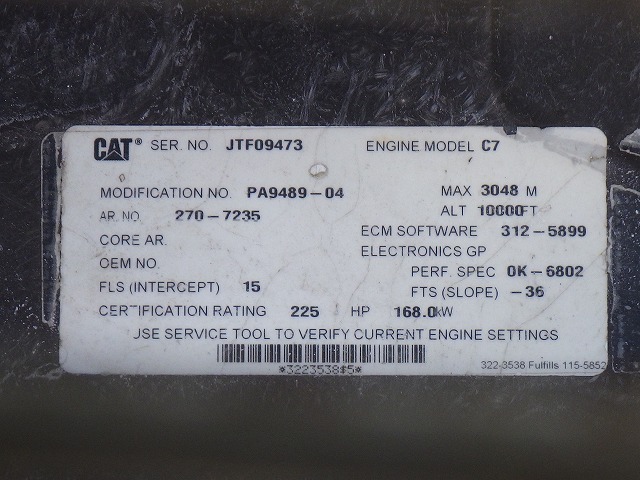 CAT® SER. NO. JTF09473 ENGINE MODEL C7
MODIFICATION NO. PA9489-04 MAX 3048 M
AR. NO. 270-7235 ALT 10000 FT
CORE AR. ECM SOFTWARE 312-5899
OEM NO. ELECTRONICS GP
FLS (INTERCEPT) 15 PERF. SPEC 0K-6802
FTS (SLOPE) -36
CERTIFICATION RATING 225 HP 168.0 kW
USE SERVICE TOOL TO VERIFY CURRENT ENGINE SETTINGS
322-3538 Fulfills 115-5852